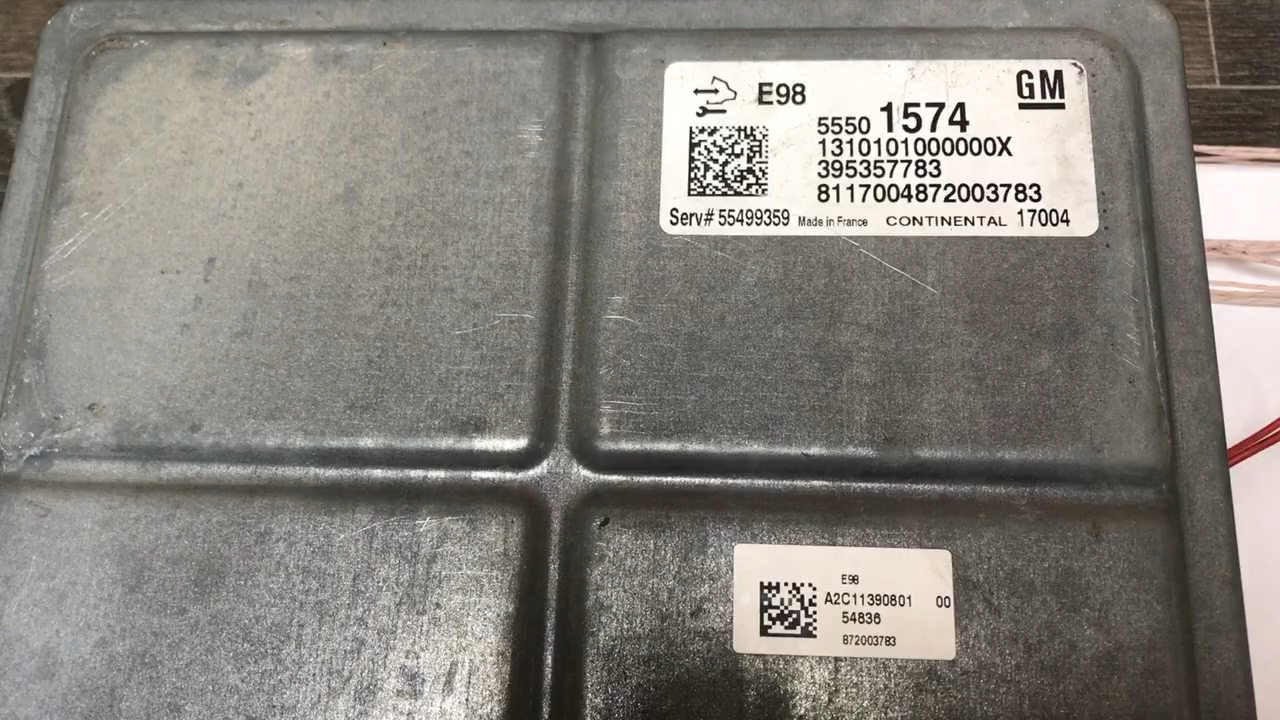 E98
GM
5550 1574
1310101000000X
395357783
8117004872003783
Serv# 55499359 Made in France CONTINENTAL 17004
E98
A2C11390801 00
54836
872003783